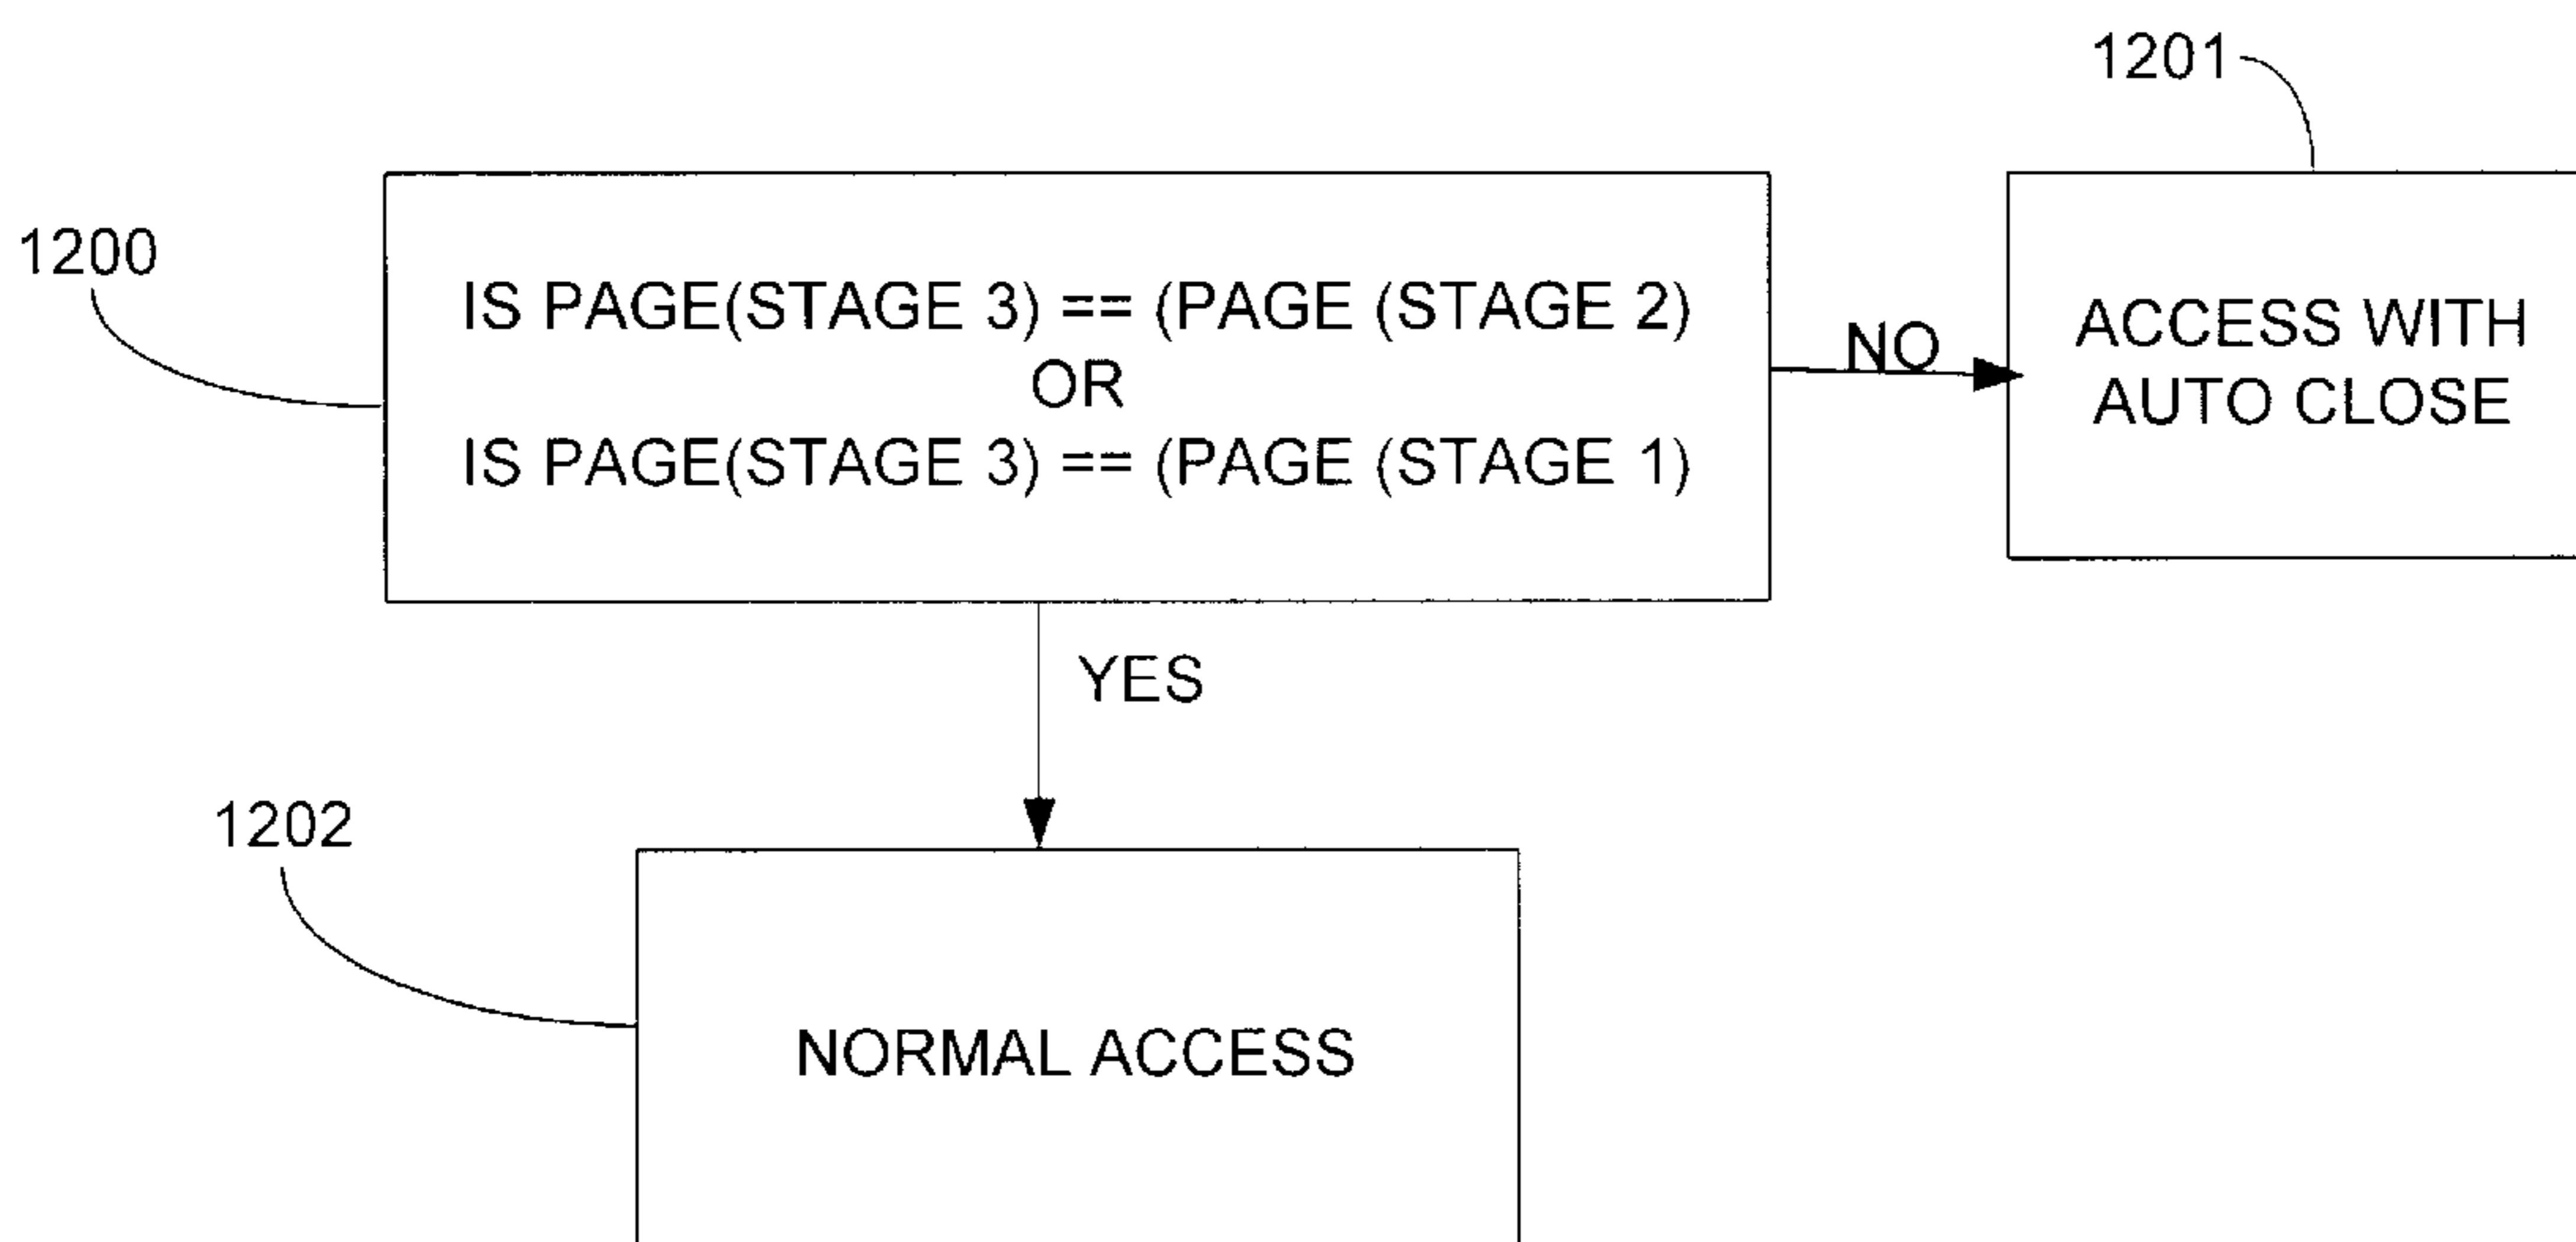 1201
1200
IS PAGE(STAGE 3) == (PAGE (STAGE 2)
OR
IS PAGE(STAGE 3) == (PAGE (STAGE 1)
NO
ACCESS WITH
AUTO CLOSE
YES
1202
NORMAL ACCESS